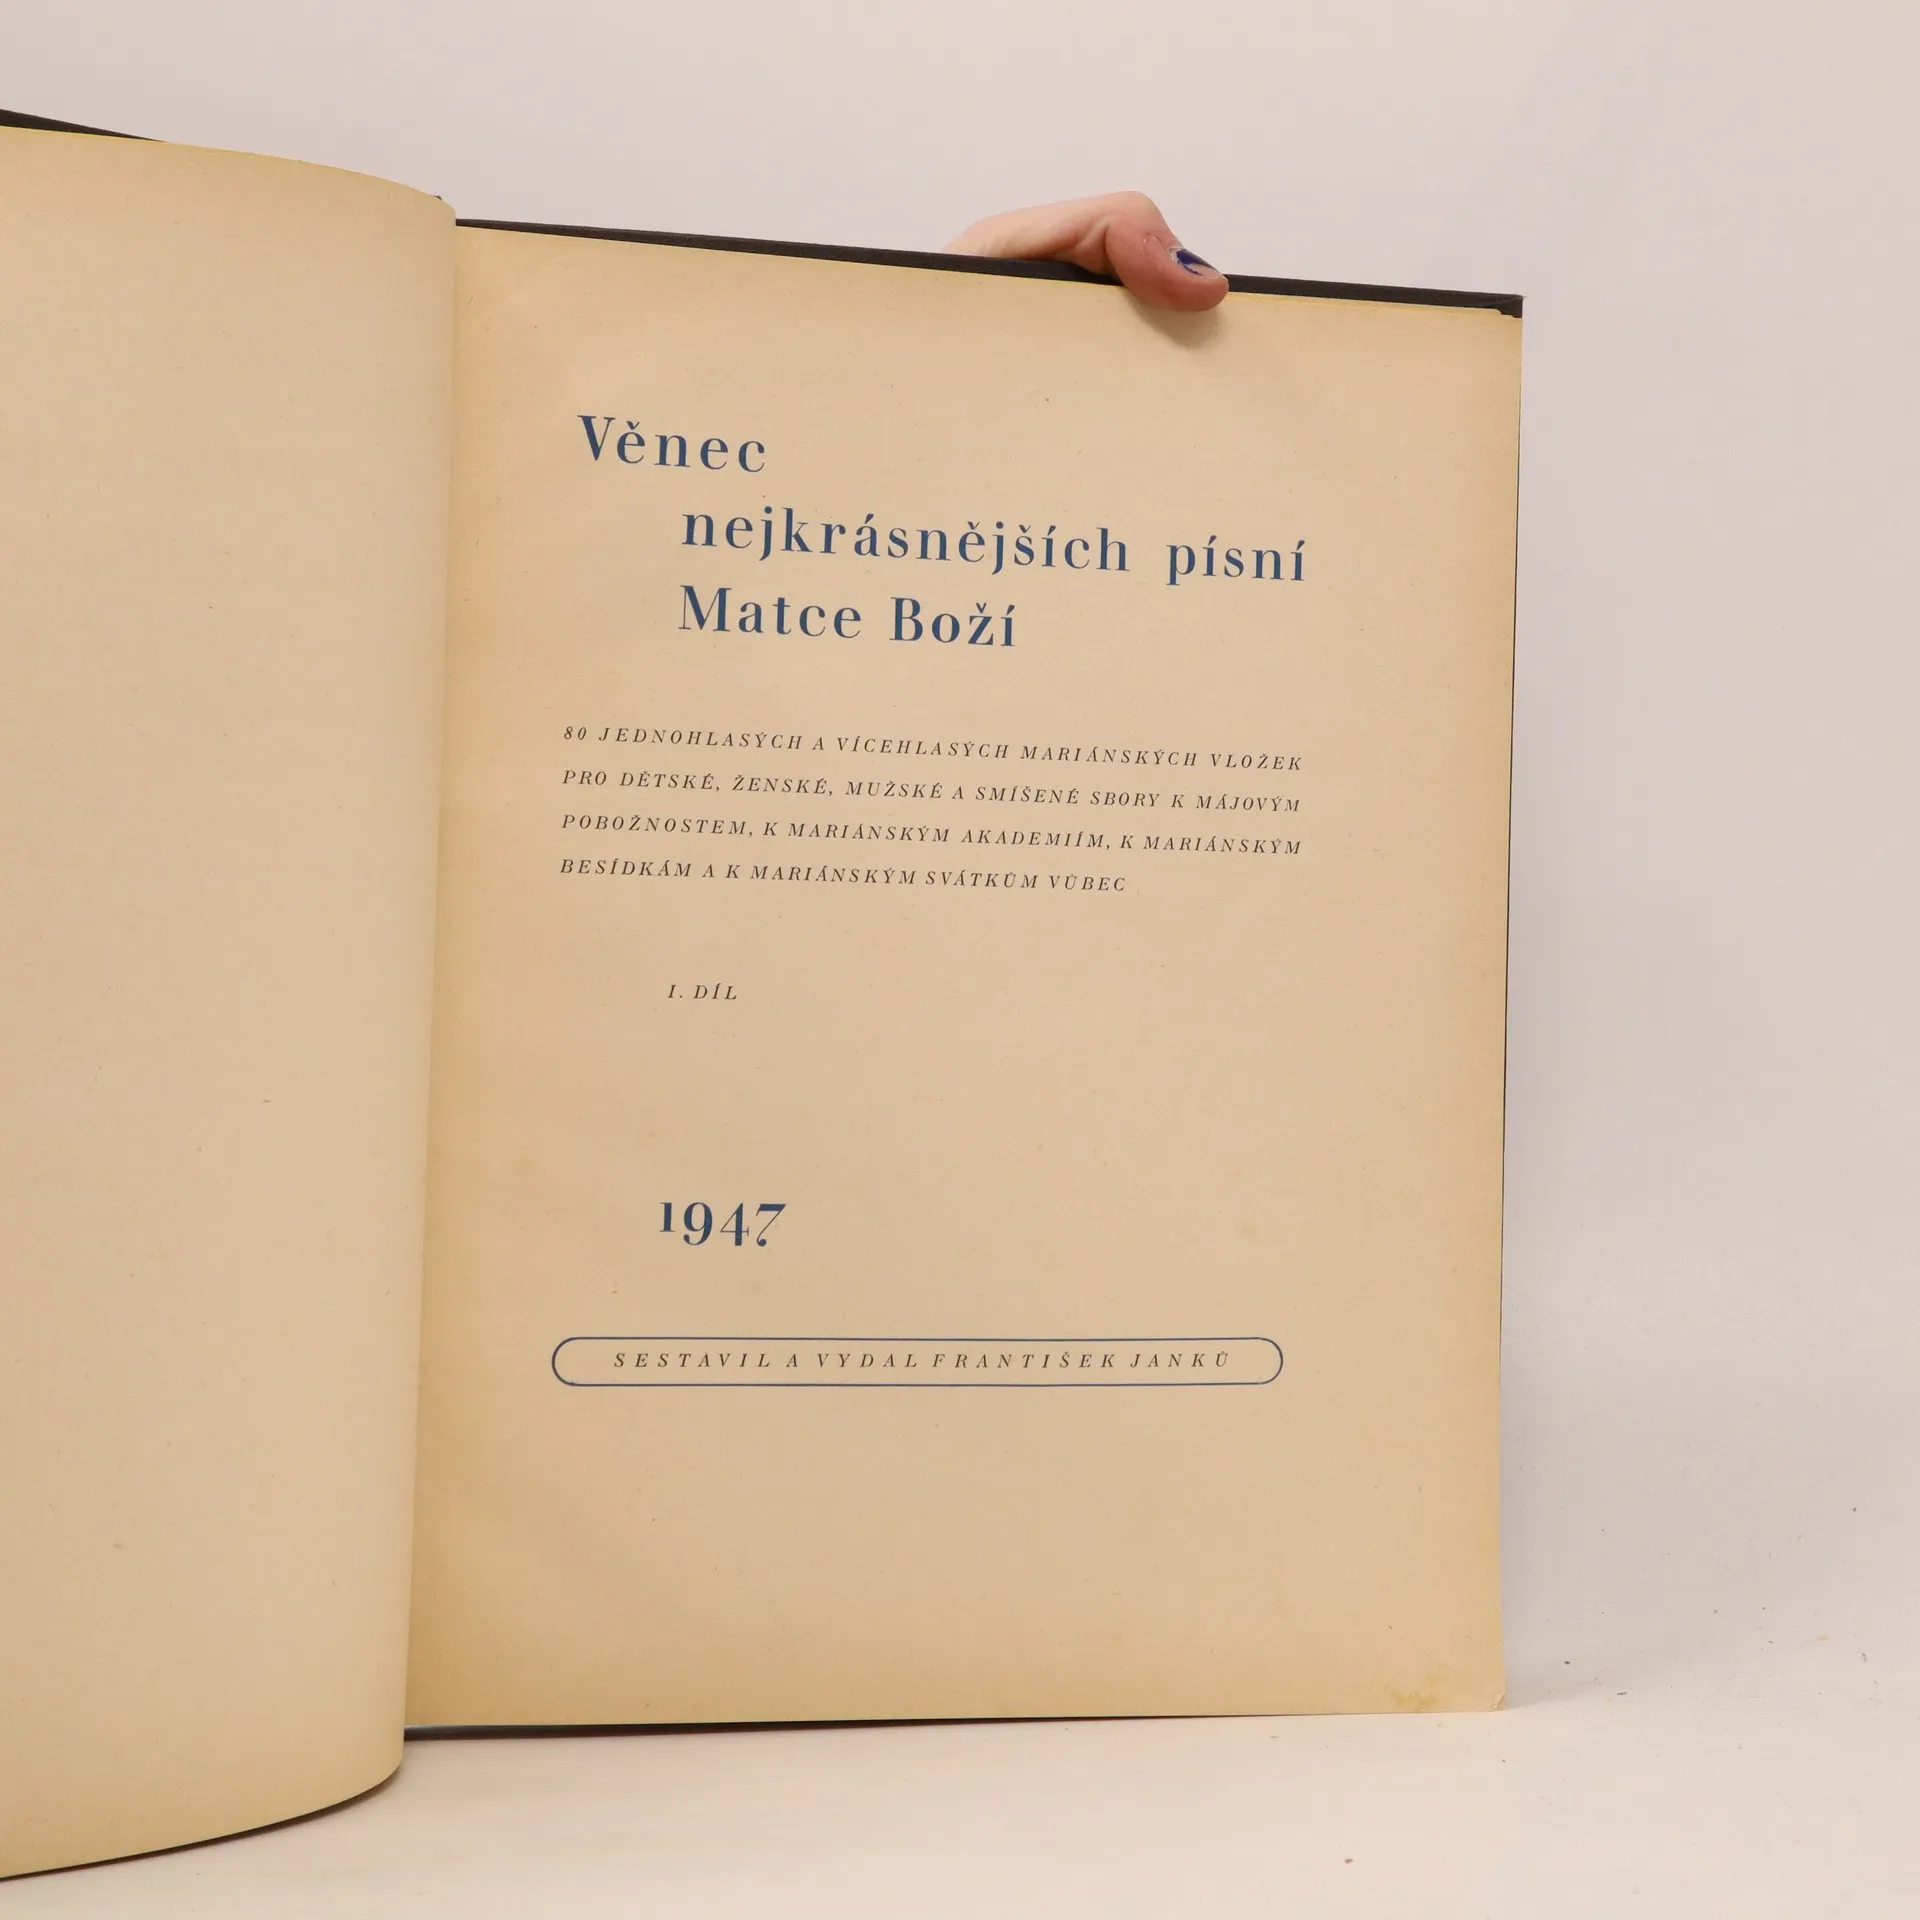 Věnec
nejkrásnějších písní
Matce Boží
80 JEDNOHLASÝCH A VÍCEHLASÝCH MARIÁNSKÝCH VLOŽEK
PRO DĚTSKÉ, ŽENSKÉ, MUŽSKÉ A SMÍŠENÉ SBORY K MÁJOVÝM
POBOŽNOSTEM, K MARIÁNSKÝM AKADEMIÍM, K MARIÁNSKÝM
BESÍDKÁM A K MARIÁNSKÝM SVÁTKŮM VŮBEC
I. DÍL
1947
SESTAVIL A VYDAL FRANTIŠEK JANKŮ